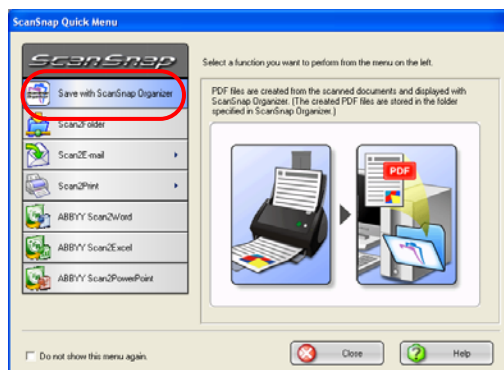 ScanSnap Quick Menu
ScanSnap
Select a function you want to perform from the menu on the left.
Save with ScanSnap Organizer
PDF files are created from the scanned documents and displayed with
ScanSnap Organizer. (The created PDF files are stored in the folder
specified in ScanSnap Organizer.)
Scan2Folder
Scan2E-mail
Scan2Print
PDF
ABBYY Scan2Word
ABBYY Scan2Excel
ABBYY Scan2PowerPoint
Do not show this menu again.
Close
Help